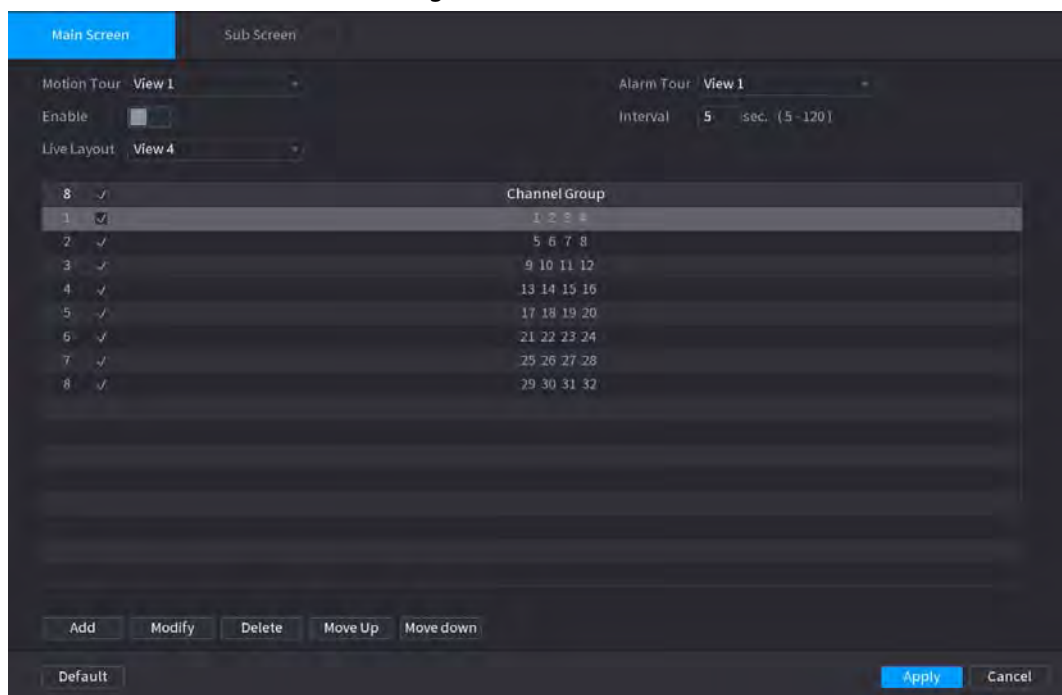 Main Screen Sub Screen
Motion Tour View 1 Alarm Tour View 1
Enable Interval 5 sec. (5-120)
Live Layout View 4
8 Channel Group
1 1 2 3 4
2 5 6 7 8
3 9 10 11 12
4 13 14 15 16
5 17 18 19 20
6 21 22 23 24
7 25 26 27 28
8 29 30 31 32
Add Modify Delete Move Up Move down
Default Apply Cancel